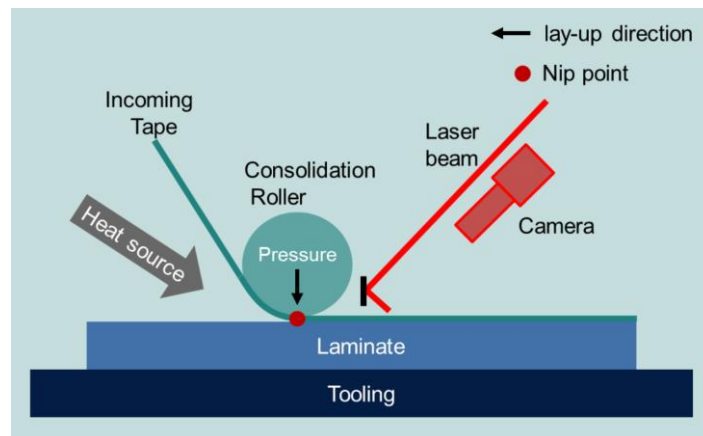 lay-up direction
Nip point
Incoming
Tape
Laser
beam
Consolidation
Roller
Heat source
Pressure
Camera
Laminate
Tooling